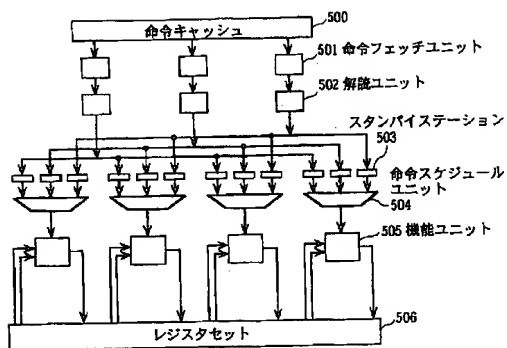 500
命令キャッシュ
501 命令フェッチユニット
502 解読ユニット
スタンバイステーション
503
命令スケジュール
ユニット
504
505 機能ユニット
506
レジスタセット